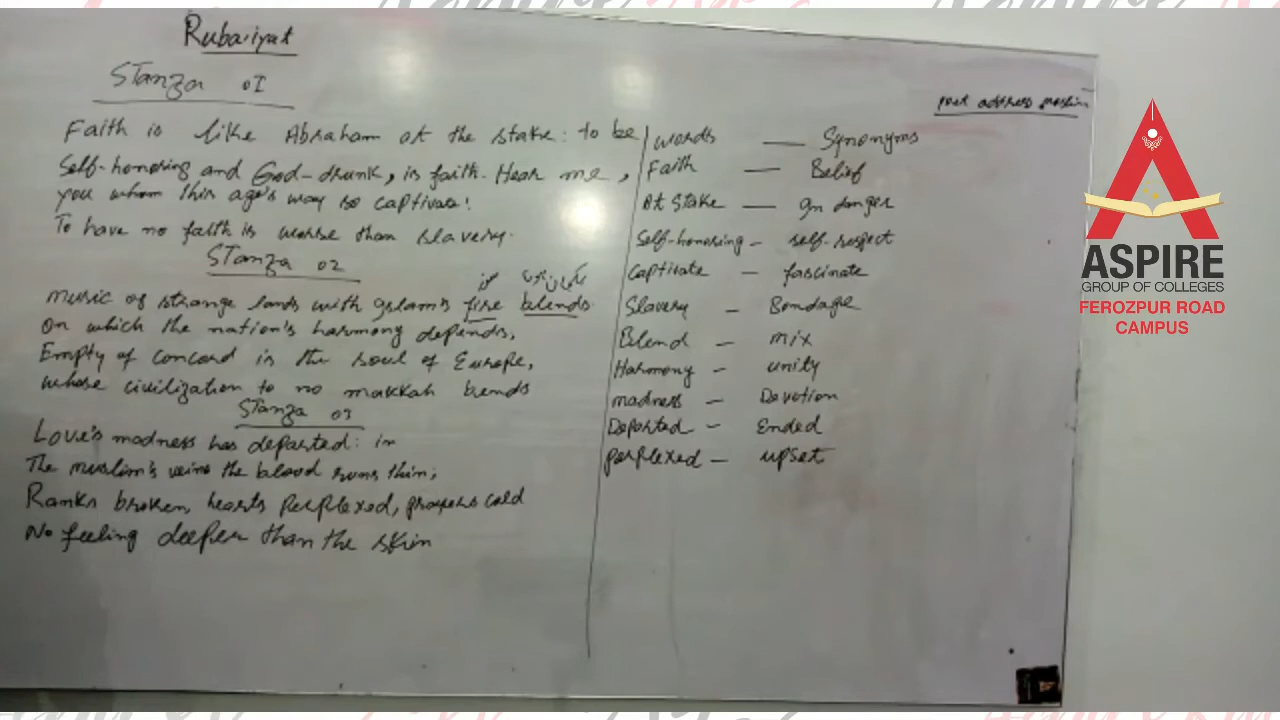 Rubaiyat
Stanza 01
Poet address Muslim
Faith is like Abraham at the stake: to be
Self-honoring and God-drunk, is faith. Hear me,
you whom this age's way so captivate!
To have no faith is worse than slavery.
Stanza 02
music of strange lands with Islam's fire blends
On which the nation's harmony depends,
Empty of concord is the soul of Europe,
whose civilization to no makkah bends
Stanza 03
Love's madness has departed: in
The muslim's veins the blood runs thin;
Ranks broken, hearts Perplexed, prayers cold
No feeling deeper than the skin
words — Synonyms
Faith — Belief
At Stake — In danger
Self-honoring – self-respect
Captivate – fascinate
Slavery – Bondage
Blend – mix
Harmony – unity
madness – Devotion
Departed – Ended
perplexed – upset
ASPIRE
GROUP OF COLLEGES
FEROZPUR ROAD
CAMPUS